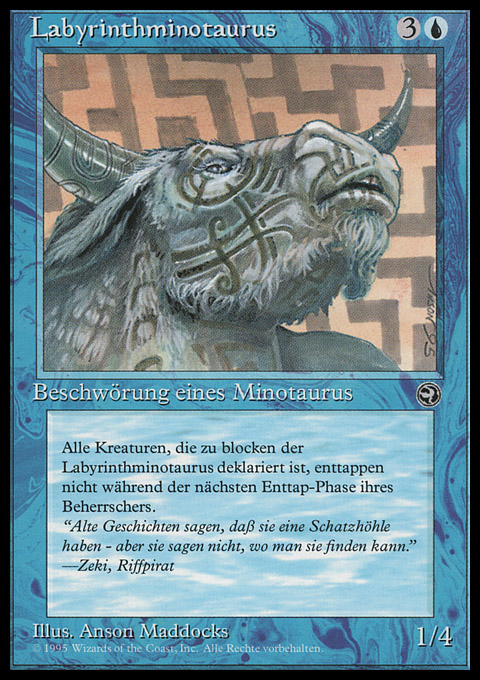 Labyrinthminotaurus 3
Beschwörung eines Minotaurus
Alle Kreaturen, die zu blocken der
Labyrinthminotaurus deklariert ist, enttappen
nicht während der nächsten Enttap-Phase ihres
Beherrschers.
“Alte Geschichten sagen, daß sie eine Schatzhöhle
haben - aber sie sagen nicht, wo man sie finden kann.”
—Zeki, Riffpirat
Illus. Anson Maddocks
1/4
© 1995 Wizards of the Coast, Inc. Alle Rechte vorbehalten.